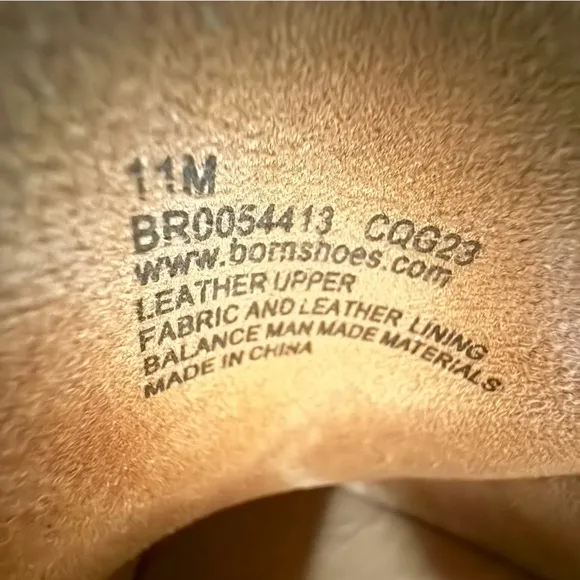 11M
BR0054413 CQG23
www.bornshoes.com
LEATHER UPPER
FABRIC AND LEATHER LINING
BALANCE MAN MADE MATERIALS
MADE IN CHINA